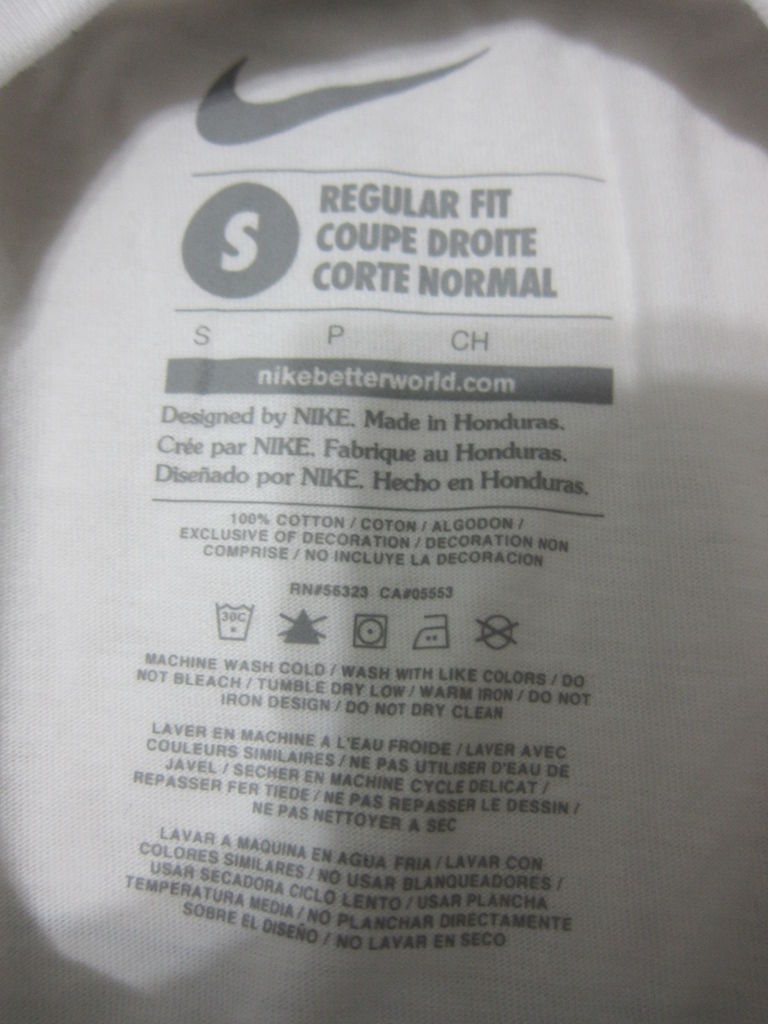 S
REGULAR FIT
COUPE DROITE
CORTE NORMAL
S P CH
nikebetterworld.com
Designed by NIKE. Made in Honduras.
Crée par NIKE. Fabrique au Honduras.
Diseñado por NIKE. Hecho en Honduras.
100% COTTON / COTON / ALGODON /
EXCLUSIVE OF DECORATION / DECORATION NON
COMPRISE / NO INCLUYE LA DECORACION
RN#56323 CA#05553
30C
MACHINE WASH COLD / WASH WITH LIKE COLORS / DO
NOT BLEACH / TUMBLE DRY LOW / WARM IRON / DO NOT
IRON DESIGN / DO NOT DRY CLEAN
LAVER EN MACHINE A L'EAU FROIDE / LAVER AVEC
COULEURS SIMILAIRES / NE PAS UTILISER D'EAU DE
JAVEL / SECHER EN MACHINE CYCLE DELICAT /
REPASSER FER TIEDE / NE PAS REPASSER LE DESSIN /
NE PAS NETTOYER A SEC
LAVAR A MAQUINA EN AGUA FRIA / LAVAR CON
COLORES SIMILARES / NO USAR BLANQUEADORES /
USAR SECADORA CICLO LENTO / USAR PLANCHA
TEMPERATURA MEDIA / NO PLANCHAR DIRECTAMENTE
SOBRE EL DISEÑO / NO LAVAR EN SECO